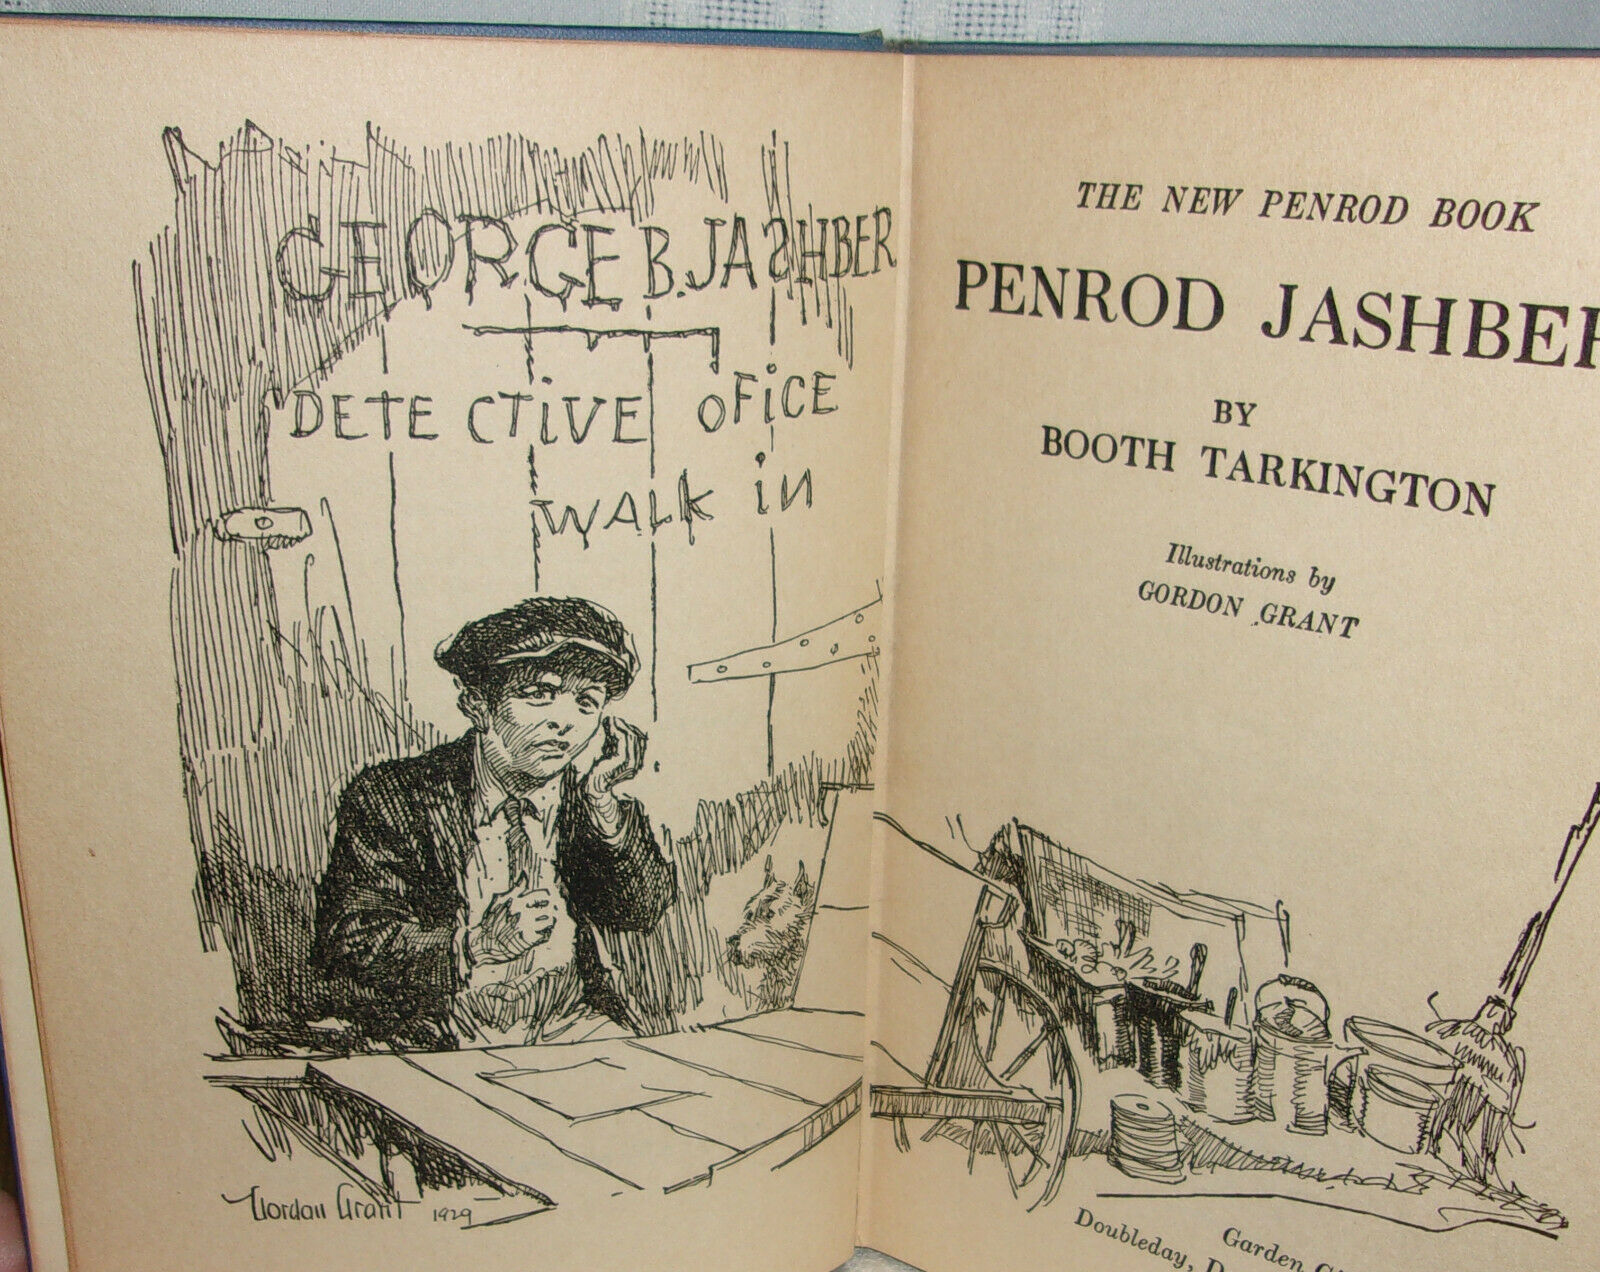 GEORGE B. JASHBER
DETECTIVE OFICE
WALK IN
Gordon Grant 1929
THE NEW PENROD BOOK
PENROD JASHBER
BY
BOOTH TARKINGTON
Illustrations by
GORDON GRANT
Garden
Doubleday,